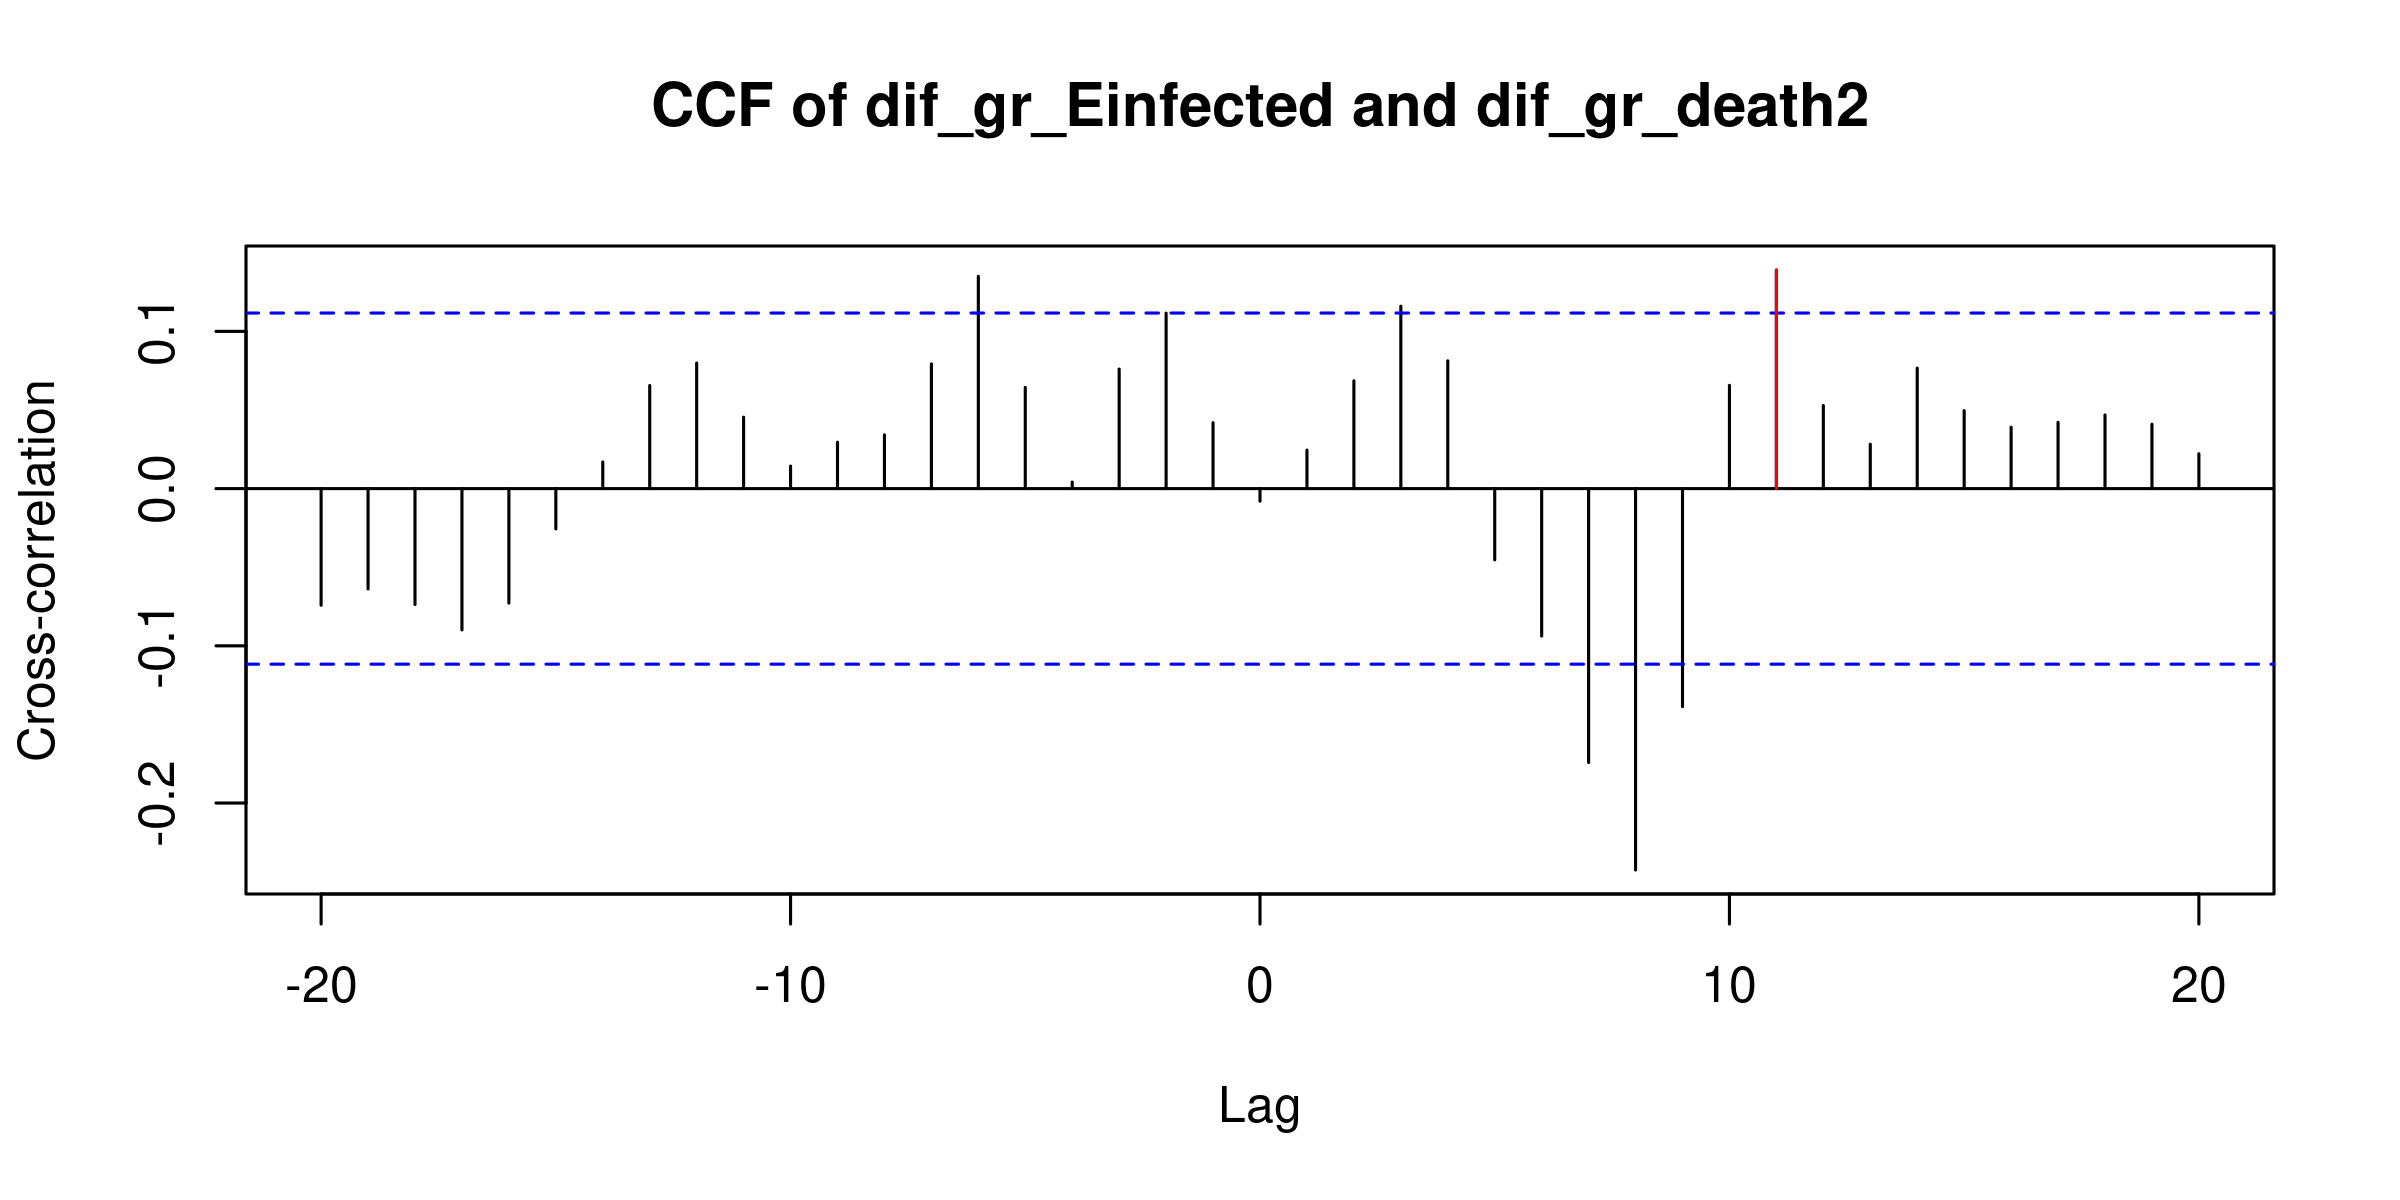 CCF of dif_gr_Einfected and dif_gr_death2
Cross-correlation
0.1
0.0
-0.1
-0.2
-20 -10 0 10 20
Lag